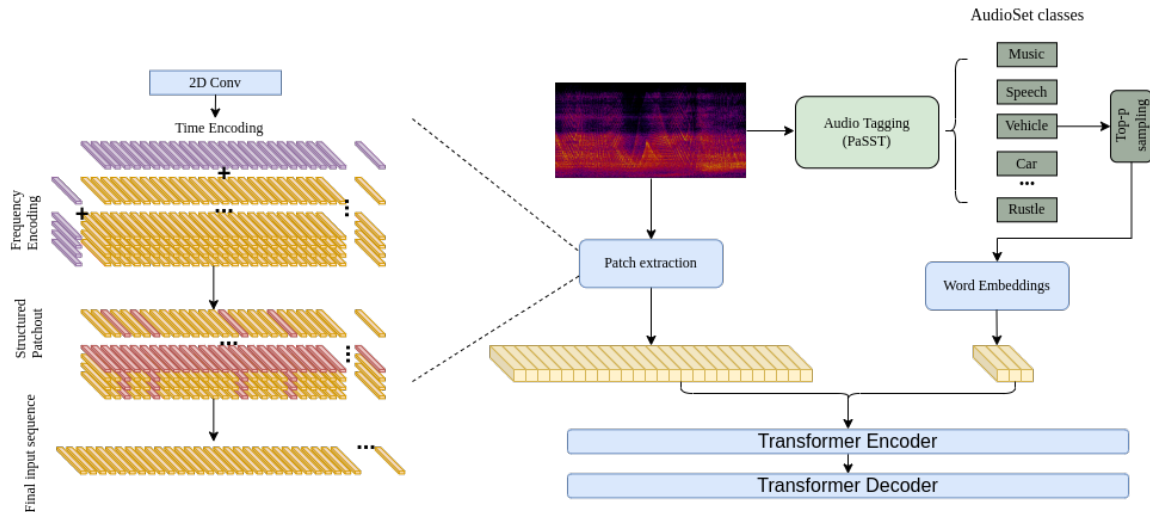 AudioSet classes
2D Conv
Time Encoding
+
...
+
Frequency
Encoding
Structured
Patchout
...
Final input sequence
...
Audio Tagging
(PaSST)
Music
Speech
Vehicle
Car
...
Rustle
Top-p
sampling
Patch extraction
Word Embeddings
Transformer Encoder
Transformer Decoder